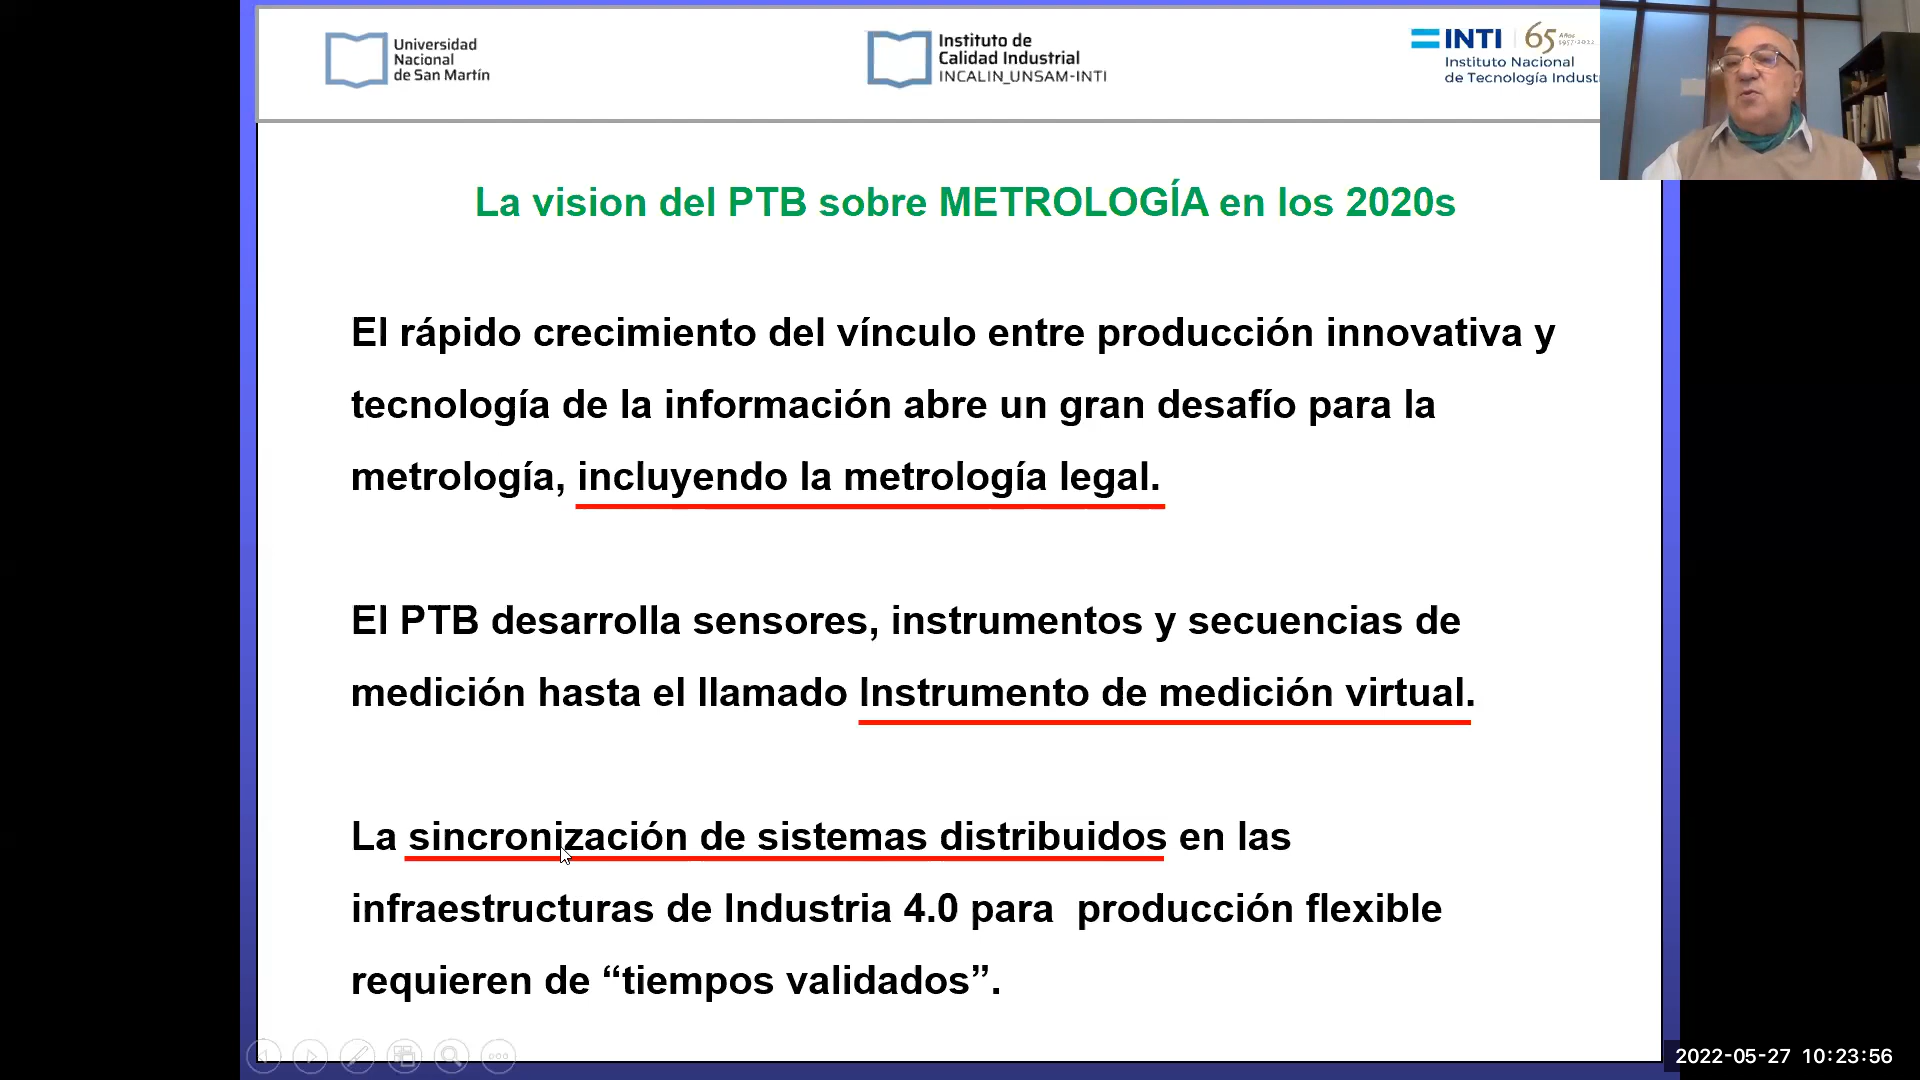 Universidad
Nacional
de San Martín
Instituto de
Calidad Industrial
INCALIN_UNSAM-INTI
INTI 65 Años
Instituto Nacional
de Tecnología Industr
La vision del PTB sobre METROLOGÍA en los 2020s
El rápido crecimiento del vínculo entre producción innovativa y
tecnología de la información abre un gran desafío para la
metrología, incluyendo la metrología legal.
El PTB desarrolla sensores, instrumentos y secuencias de
medición hasta el llamado Instrumento de medición virtual.
La sincronización de sistemas distribuidos en las
infraestructuras de Industria 4.0 para producción flexible
requieren de “tiempos validados”.
2022-05-27 10:23:56